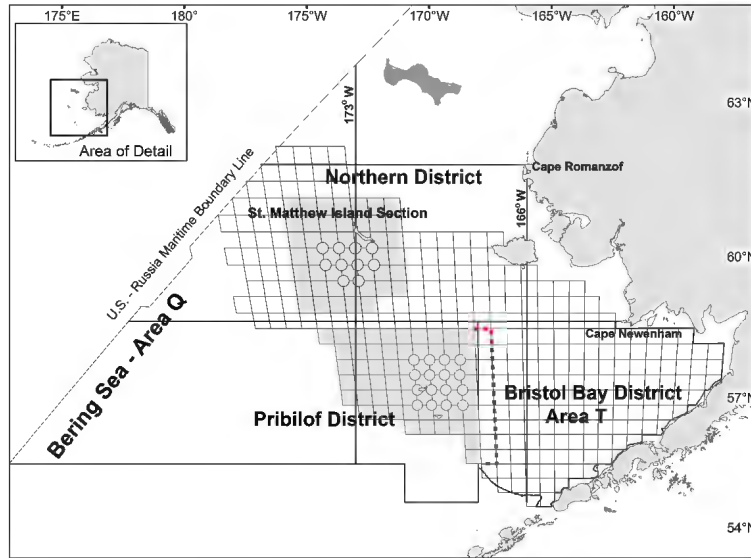 175°E
180°
175°W
170°W
165°W
160°W
63°N
60°N
57°N
54°N
Area of Detail
U.S. - Russia Maritime Boundary Line
173° W
166° W
Northern District
Cape Romanzof
St. Matthew Island Section
Bering Sea - Area Q
Cape Newenham
Bristol Bay District
Area T
Pribilof District